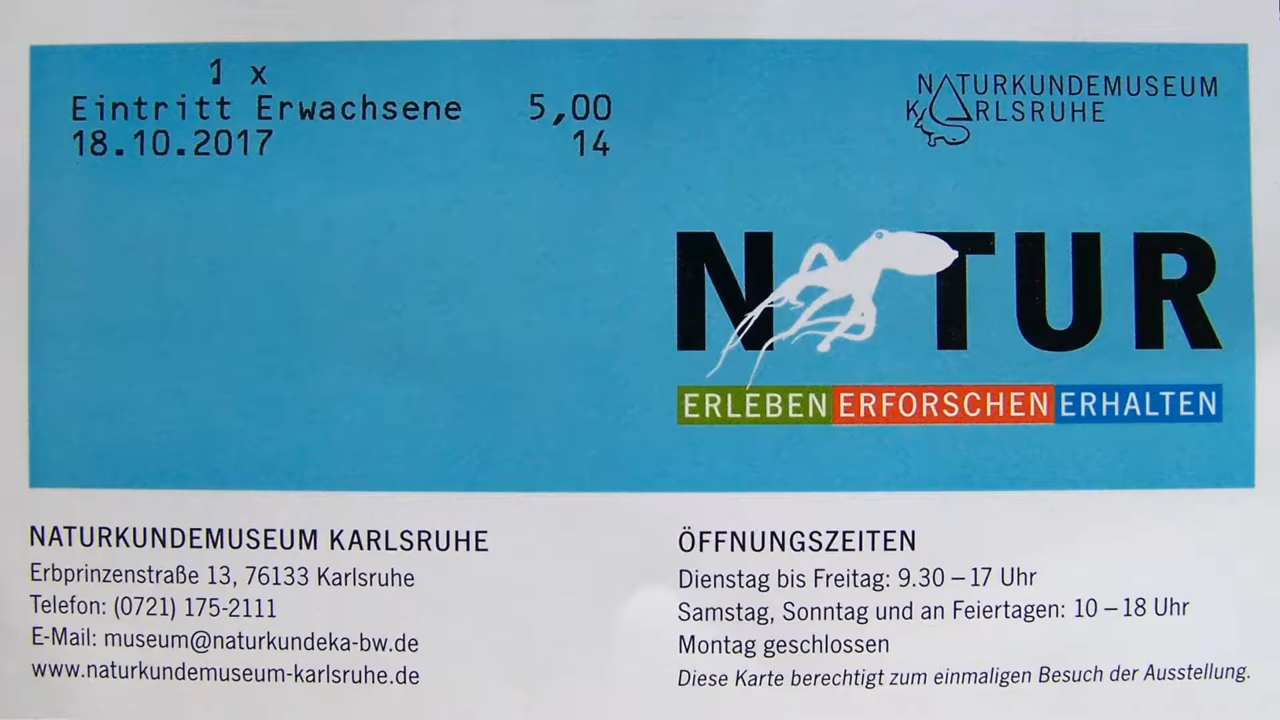 1 x
Eintritt Erwachsene 5,00
18.10.2017 14
NATURKUNDEMUSEUM
KARLSRUHE
NATUR
ERLEBEN ERFORSCHEN ERHALTEN
NATURKUNDEMUSEUM KARLSRUHE
Erbprinzenstraße 13, 76133 Karlsruhe
Telefon: (0721) 175-2111
E-Mail: museum@naturkundeka-bw.de
www.naturkundemuseum-karlsruhe.de
ÖFFNUNGSZEITEN
Dienstag bis Freitag: 9.30 – 17 Uhr
Samstag, Sonntag und an Feiertagen: 10 – 18 Uhr
Montag geschlossen
Diese Karte berechtigt zum einmaligen Besuch der Ausstellung.